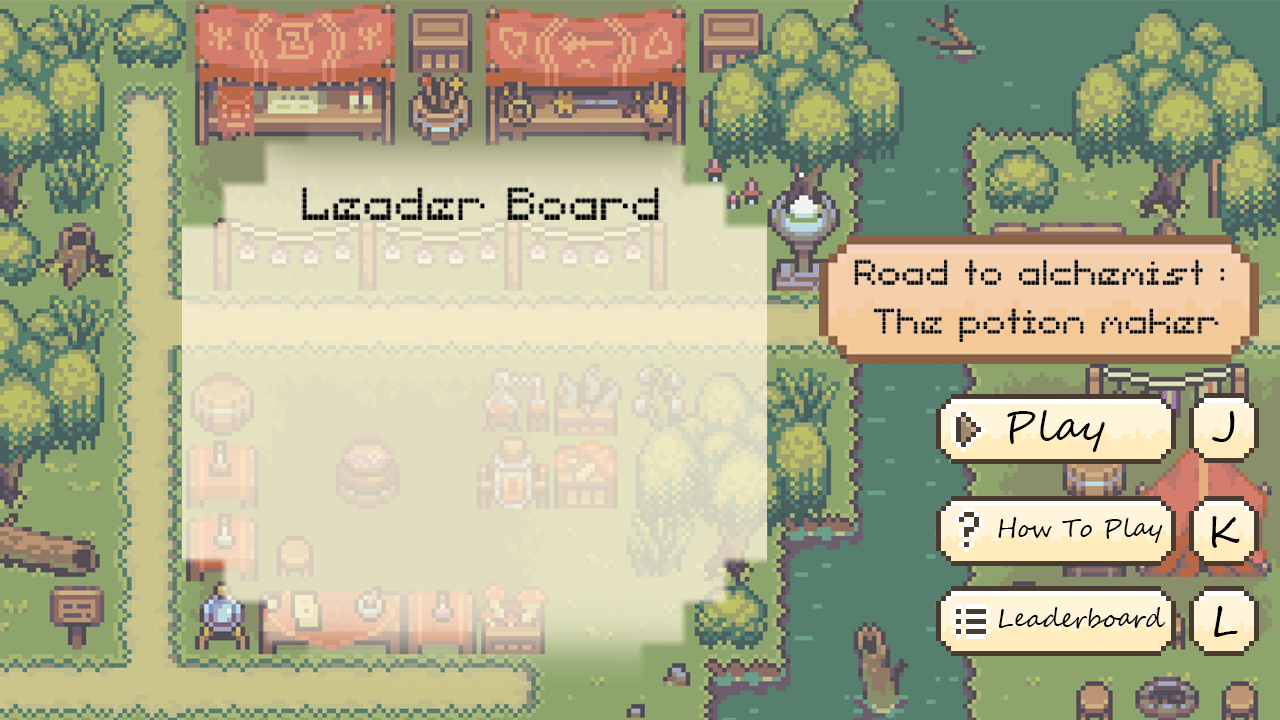 Leader Board
Road to alchemist :
The potion maker
Play
J
? How To Play
K
Leaderboard
L